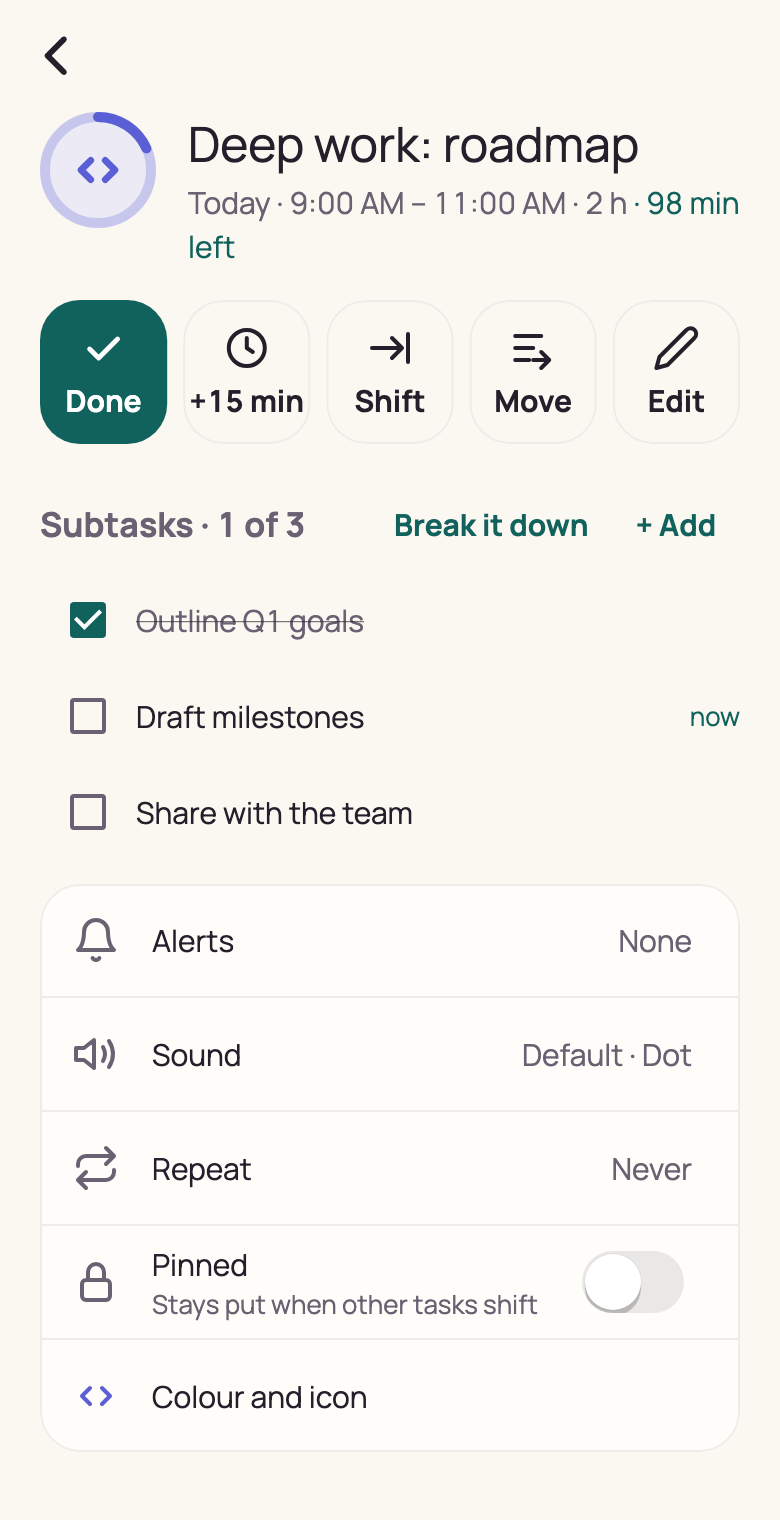 Deep work: roadmap
Today · 9:00 AM – 11:00 AM · 2 h · 98 min
left
Done
+15 min
Shift
Move
Edit
Subtasks · 1 of 3
Break it down
+ Add
Outline Q1 goals
Draft milestones
now
Share with the team
Alerts
None
Sound
Default · Dot
Repeat
Never
Pinned
Stays put when other tasks shift
Colour and icon